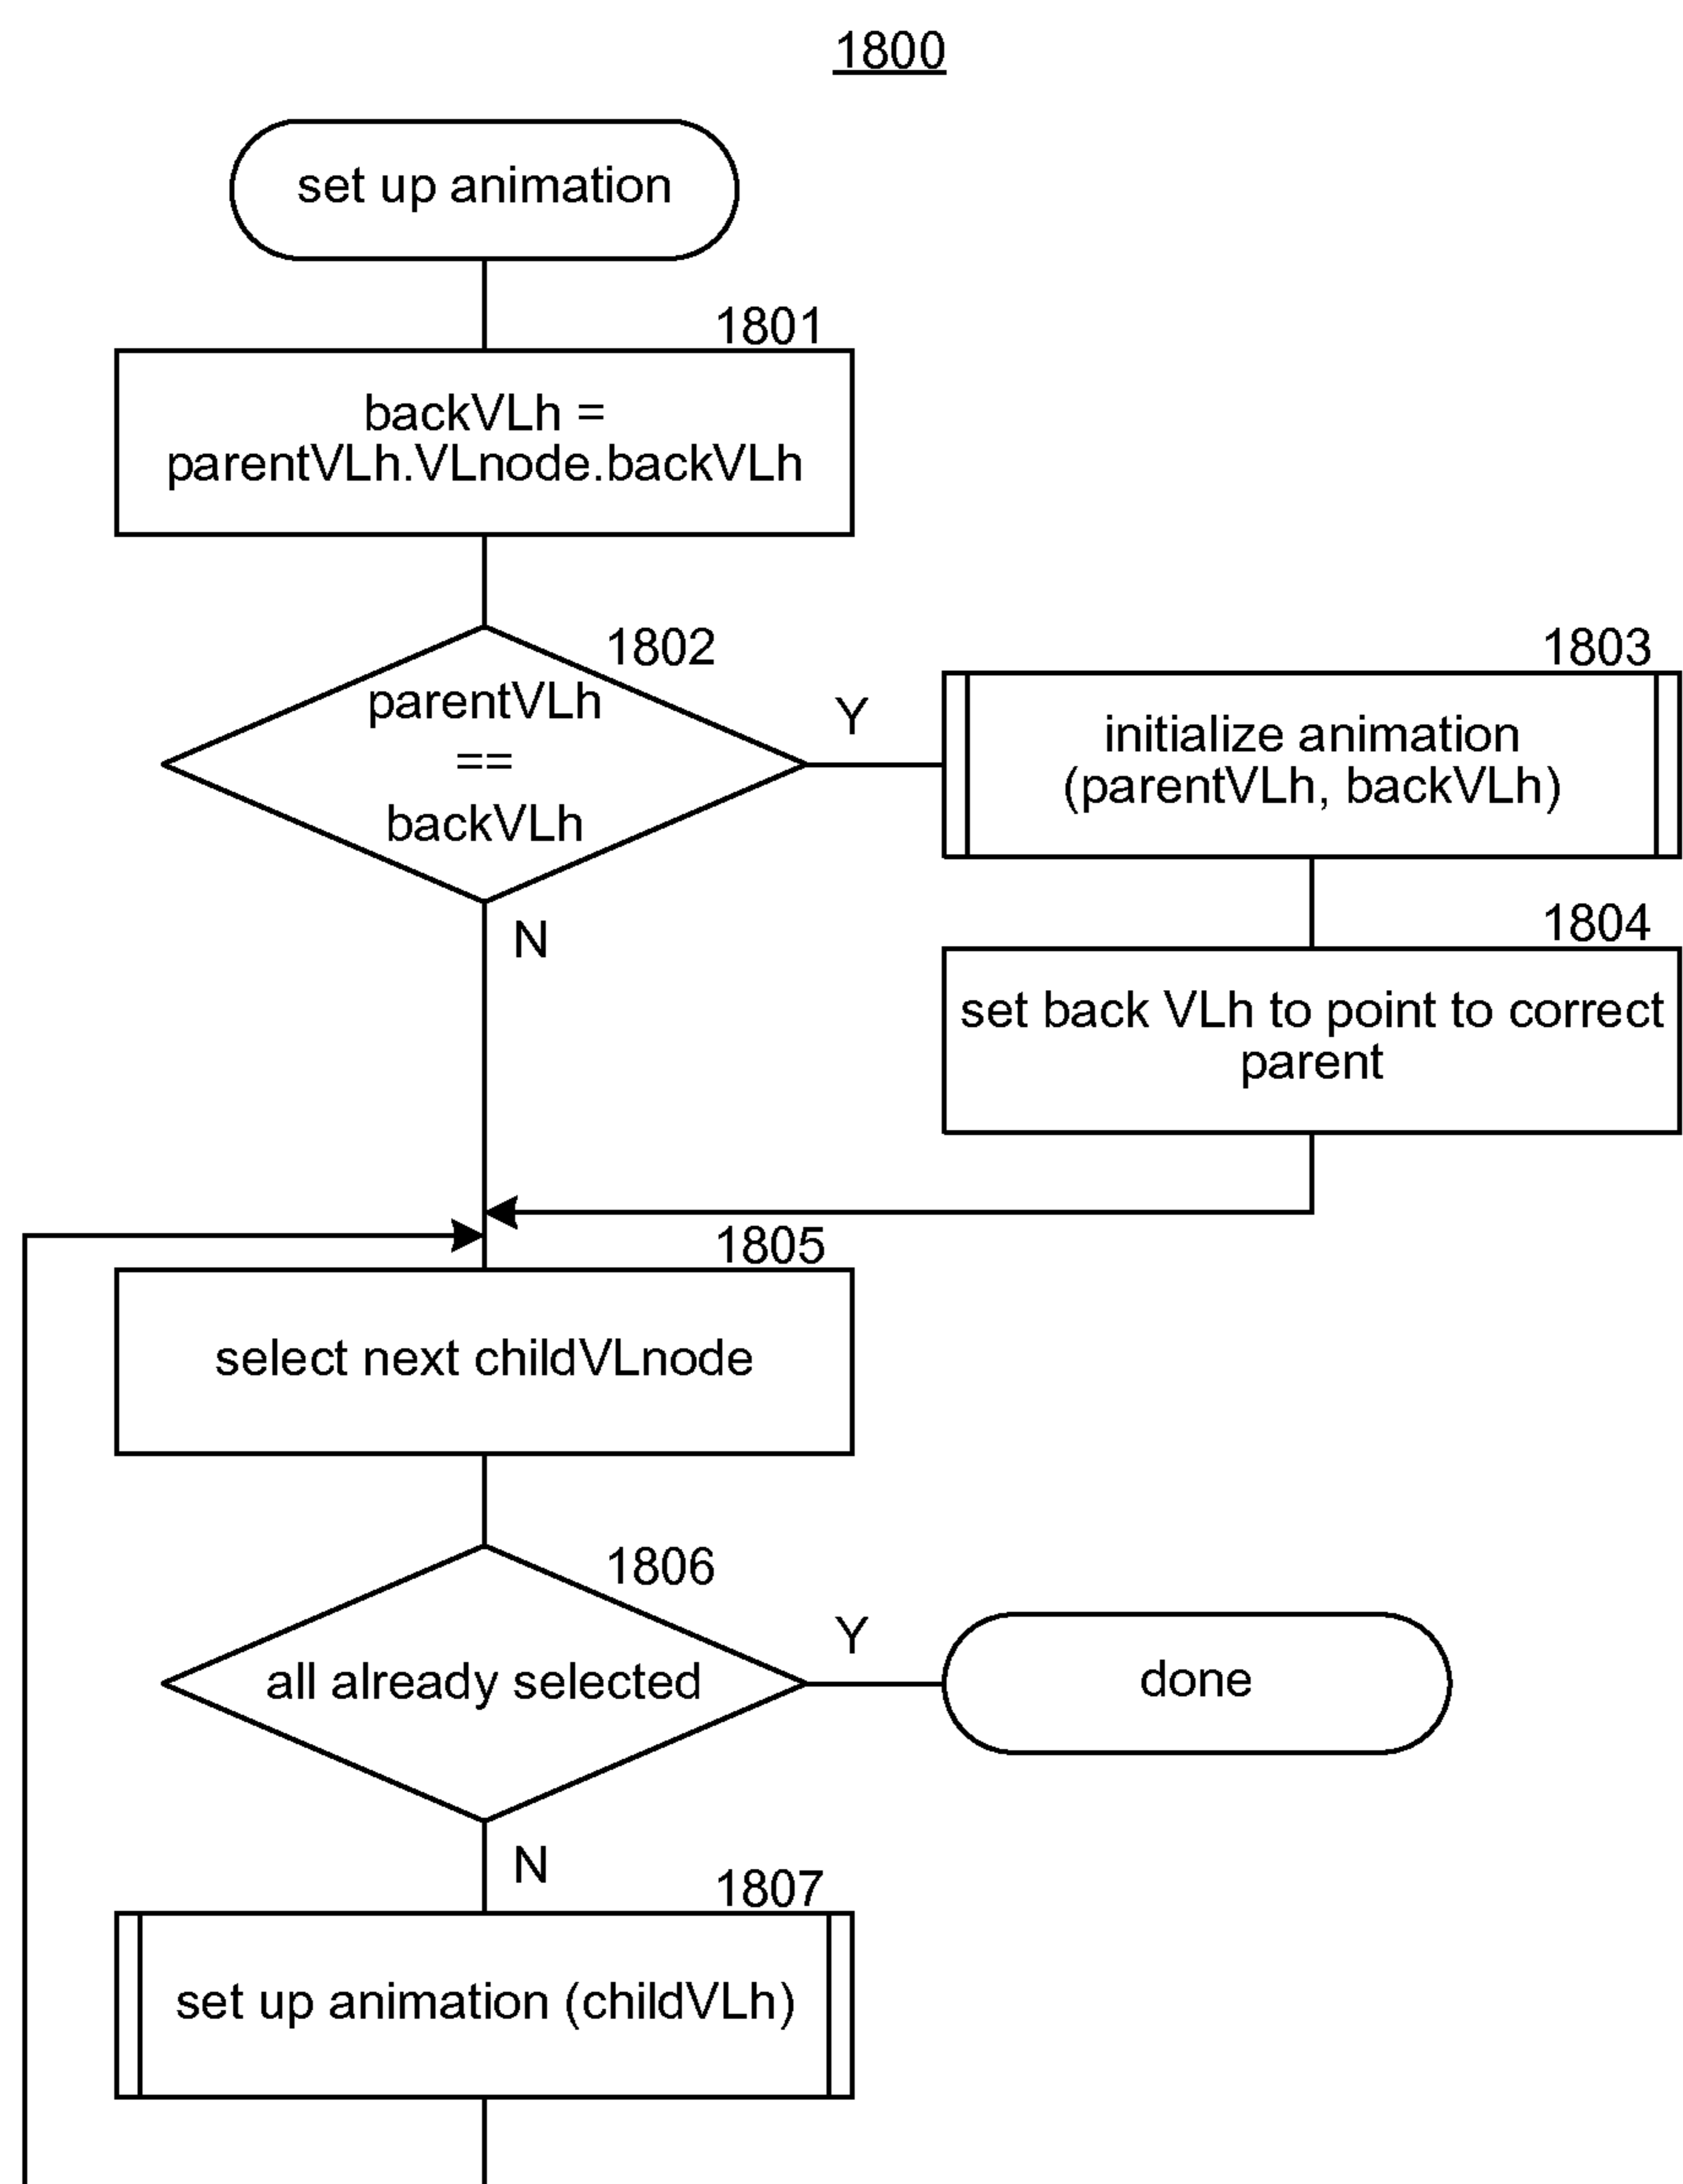 1800
set up animation
1801
backVLh =
parentVLh.VLnode.backVLh
1802
parentVLh
==
backVLh
Y
N
1803
initialize animation
(parentVLh, backVLh)
1804
set back VLh to point to correct
parent
1805
select next childVLnode
1806
all already selected
Y
done
N
1807
set up animation (childVLh)